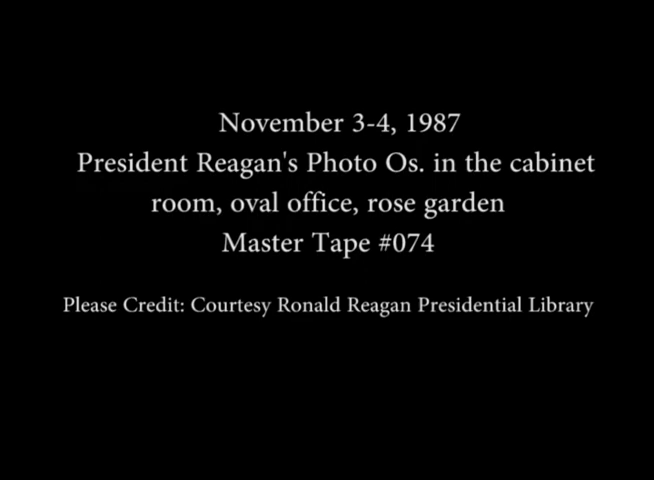 November 3-4, 1987
President Reagan's Photo Os. in the cabinet
room, oval office, rose garden
Master Tape #074
Please Credit: Courtesy Ronald Reagan Presidential Library